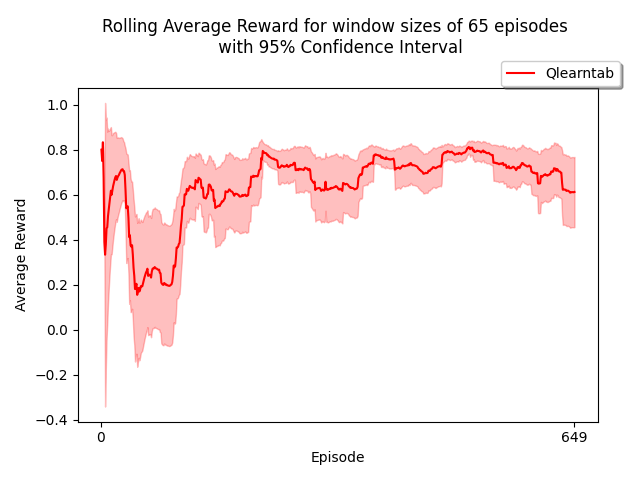 Rolling Average Reward for window sizes of 65 episodes
with 95% Confidence Interval
Qlearntab
1.0
0.8
0.6
0.4
0.2
0.0
−0.2
−0.4
Average Reward
0
649
Episode